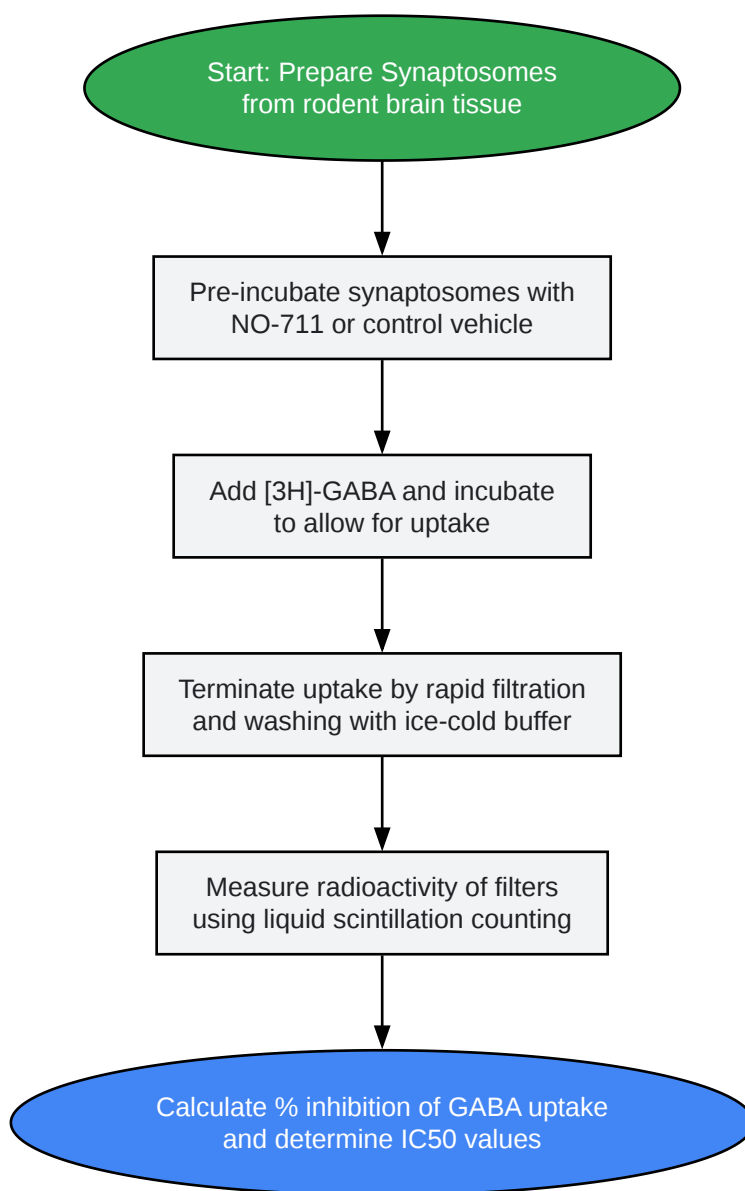 Start: Prepare Synaptosomes
from rodent brain tissue
Pre-incubate synaptosomes with
NO-711 or control vehicle
Add [3H]-GABA and incubate
to allow for uptake
Terminate uptake by rapid filtration
and washing with ice-cold buffer
Measure radioactivity of filters
using liquid scintillation counting
Calculate % inhibition of GABA uptake
and determine IC50 values